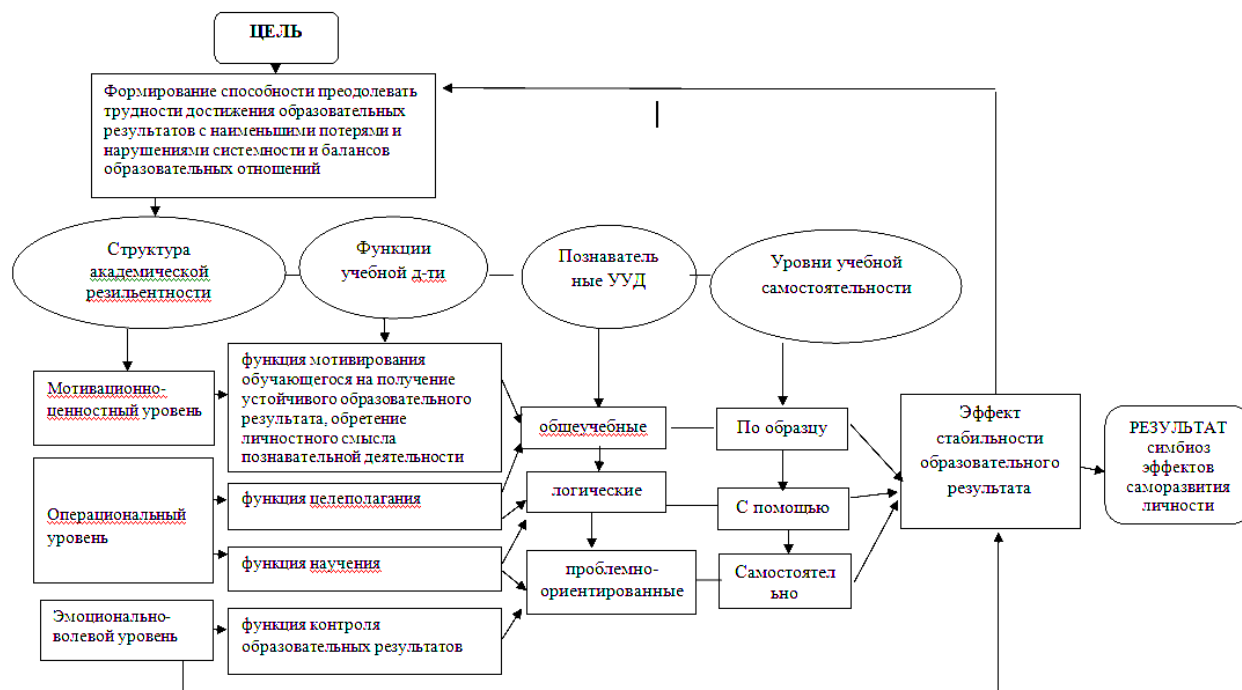 ЦЕЛЬ
Формирование способности преодолевать
трудности достижения образовательных
результатов с наименьшими потерями и
нарушениями системности и балансов
образовательных отношений
Структура
академической
резильентности
Функции
учебной д-ти
Познаватель
ные УУД
Уровни учебной
самостоятельности
Мотивационно-
ценностный уровень
функция мотивирования
обучающегося на получение
устойчивого образовательного
результата, обретение
личностного смысла
познавательной деятельности
общеучебные
По образцу
Эффект
стабильности
образовательного
результата
РЕЗУЛЬТАТ
симбиоз
эффектов
саморазвития
личности
Операциональный
уровень
функция целеполагания
логические
С помощью
функция научения
проблемно-
ориентированные
Самостоятел
ьно
Эмоционально-
волевой уровень
функция контроля
образовательных результатов